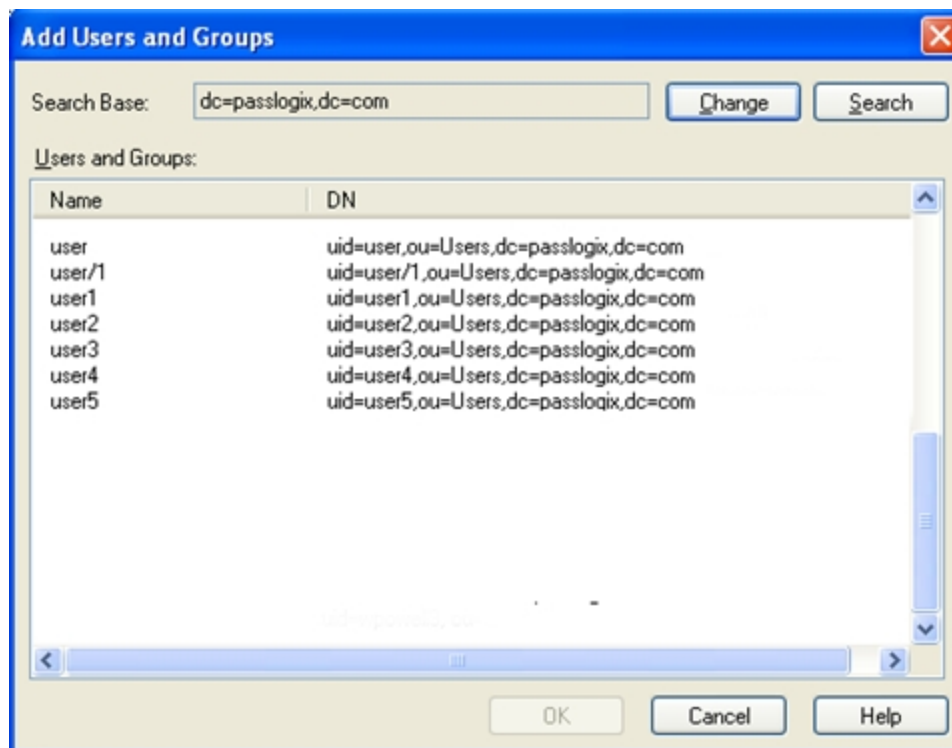 Add Users and Groups
Search Base: dc=passlogix,dc=com Change Search
Users and Groups:
Name DN
user uid=user,ou=Users,dc=passlogix,dc=com
user/1 uid=user/1,ou=Users,dc=passlogix,dc=com
user1 uid=user1,ou=Users,dc=passlogix,dc=com
user2 uid=user2,ou=Users,dc=passlogix,dc=com
user3 uid=user3,ou=Users,dc=passlogix,dc=com
user4 uid=user4,ou=Users,dc=passlogix,dc=com
user5 uid=user5,ou=Users,dc=passlogix,dc=com
OK Cancel Help